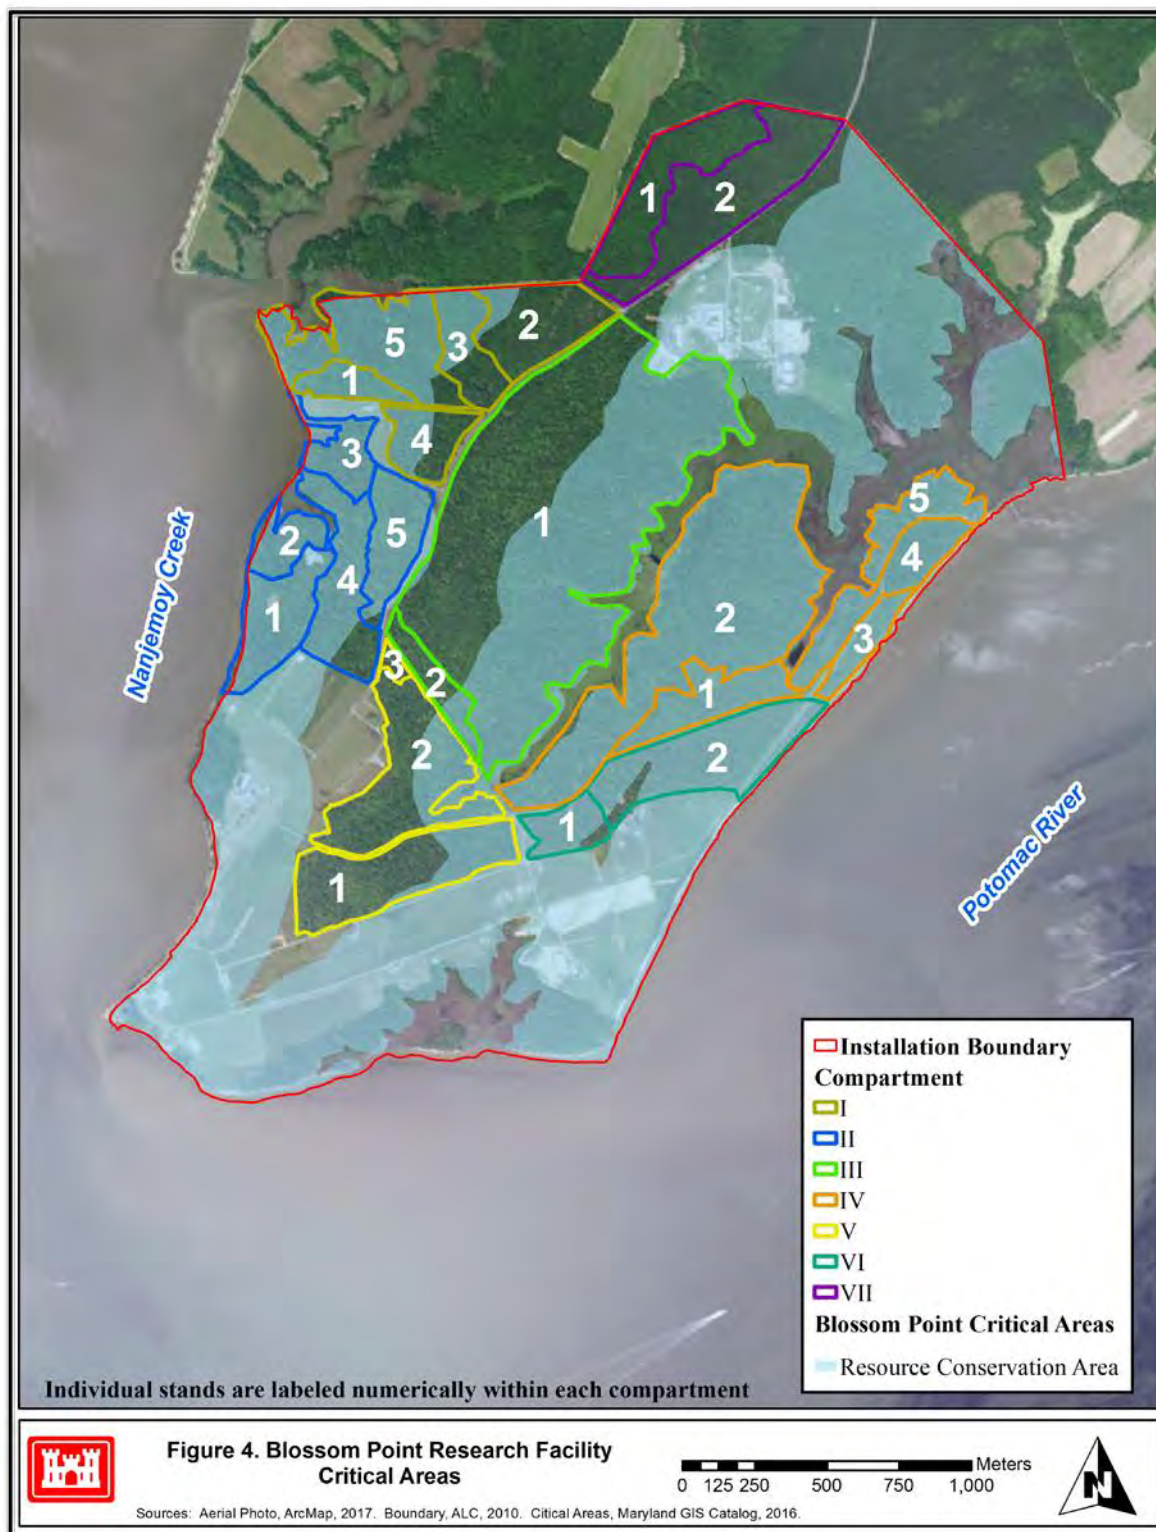 1
2
5
3
2
1
4
3
5
2
4
1
1
5
4
2
3
1
3
2
2
2
1
1
Nanjemoy Creek
Potomac River
Installation Boundary
Compartment
I
II
III
IV
V
VI
VII
Blossom Point Critical Areas
Resource Conservation Area
Individual stands are labeled numerically within each compartment
Figure 4. Blossom Point Research Facility
Critical Areas
Meters
0 125 250 500 750 1,000
N
Sources: Aerial Photo, ArcMap, 2017. Boundary, ALC, 2010. Citical Areas, Maryland GIS Catalog, 2016.